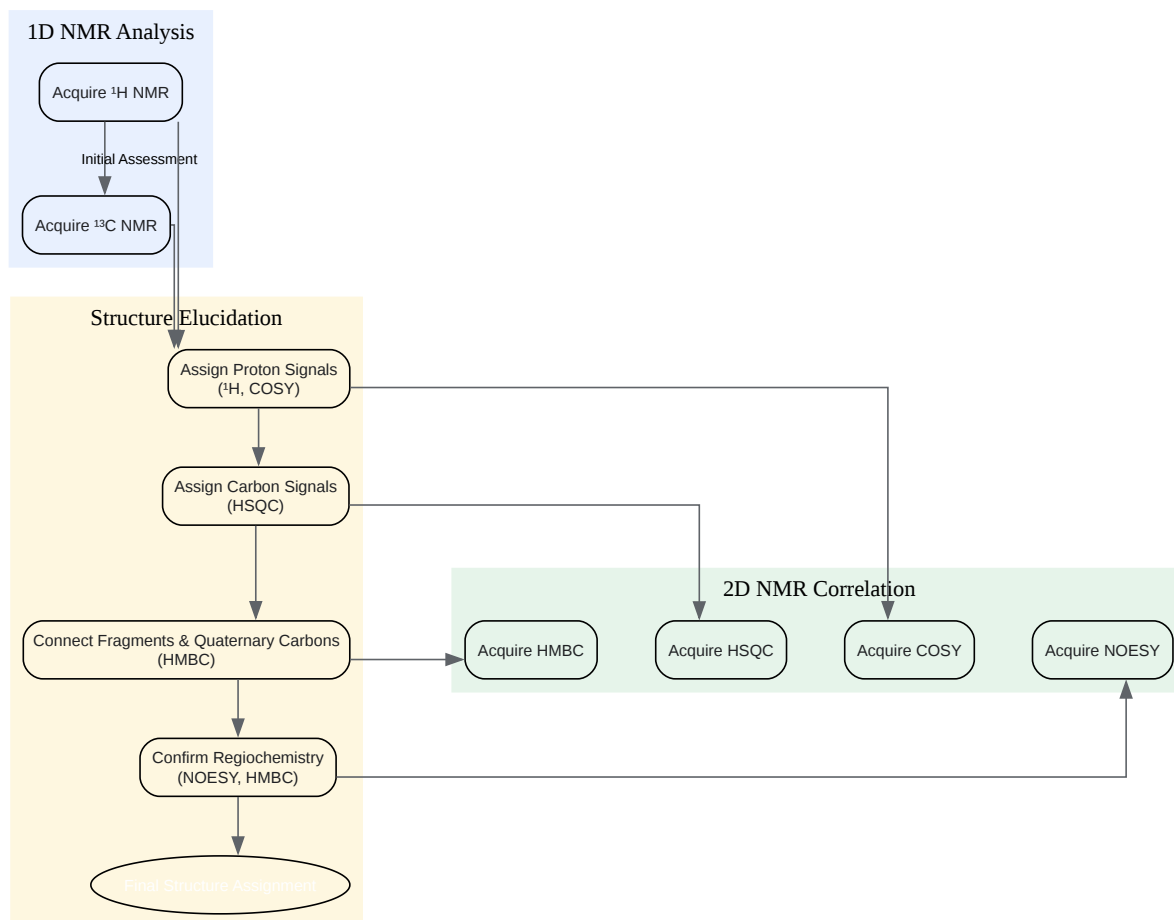 1D NMR Analysis
Acquire ¹H NMR
Initial Assessment
Acquire ¹³C NMR
Structure Elucidation
Assign Proton Signals
(¹H, COSY)
Assign Carbon Signals
(HSQC)
Connect Fragments & Quaternary Carbons
(HMBC)
Confirm Regiochemistry
(NOESY, HMBC)
Final Structure Assignment
2D NMR Correlation
Acquire HMBC
Acquire HSQC
Acquire COSY
Acquire NOESY